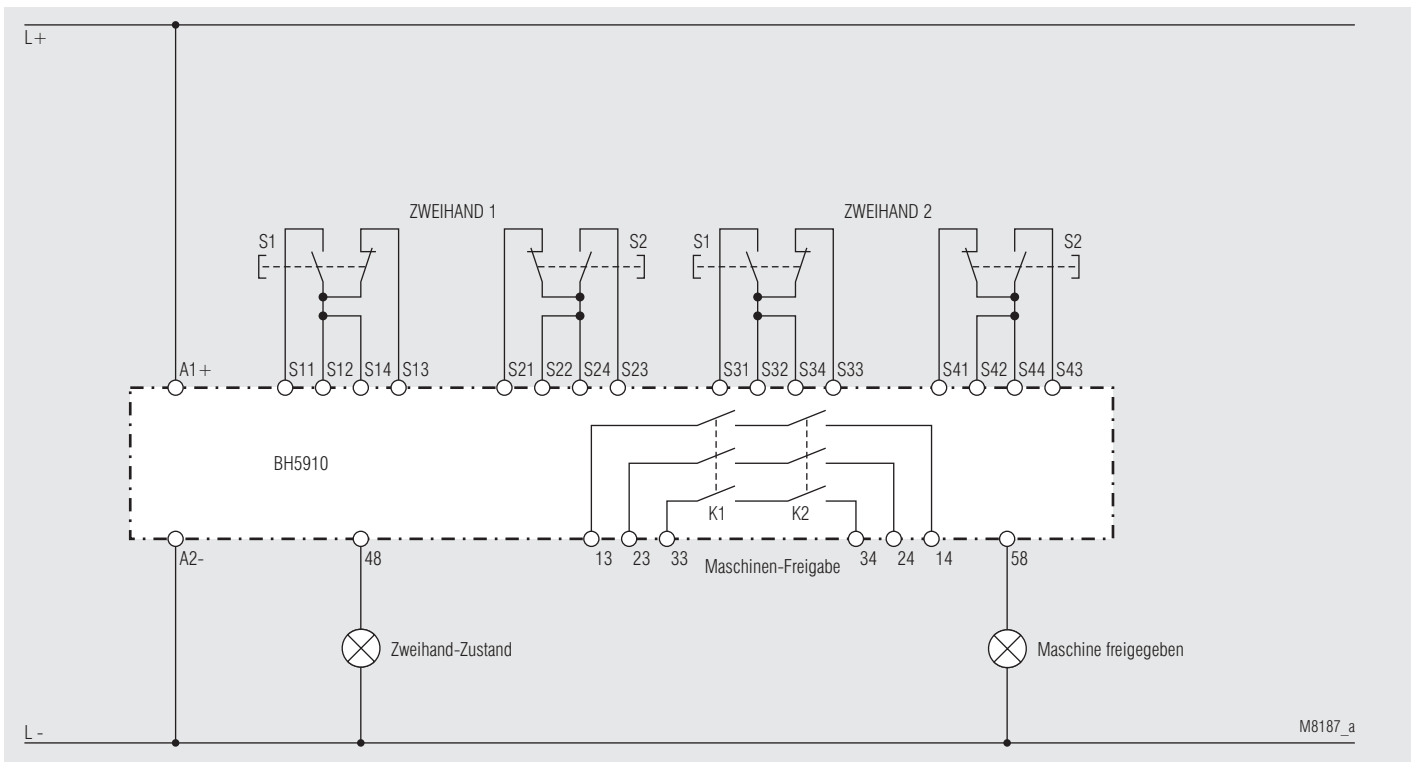 L+
ZWEIHAND 1 ZWEIHAND 2
S1 S2 S1 S2
A1+ S11 S12 S14 S13 S21 S22 S24 S23 S31 S32 S34 S33 S41 S42 S44 S43
BH5910
K1 K2
A2- 48 13 23 33 Maschinen-Freigabe 34 24 14 58
Zweihand-Zustand Maschine freigegeben
L - M8187_a